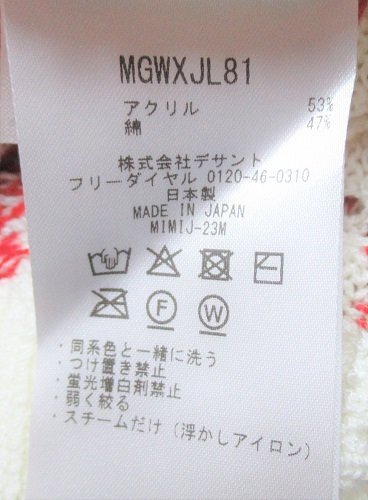 MGWXJL81
アクリル 53%
綿 47%
株式会社デサント
フリーダイヤル 0120-46-0310
日本製
MADE IN JAPAN
MIMIJ-23M
F W
・同系色と一緒に洗う
・つけ置き禁止
・蛍光増白剤禁止
・弱く絞る
・スチームだけ(浮かしアイロン)